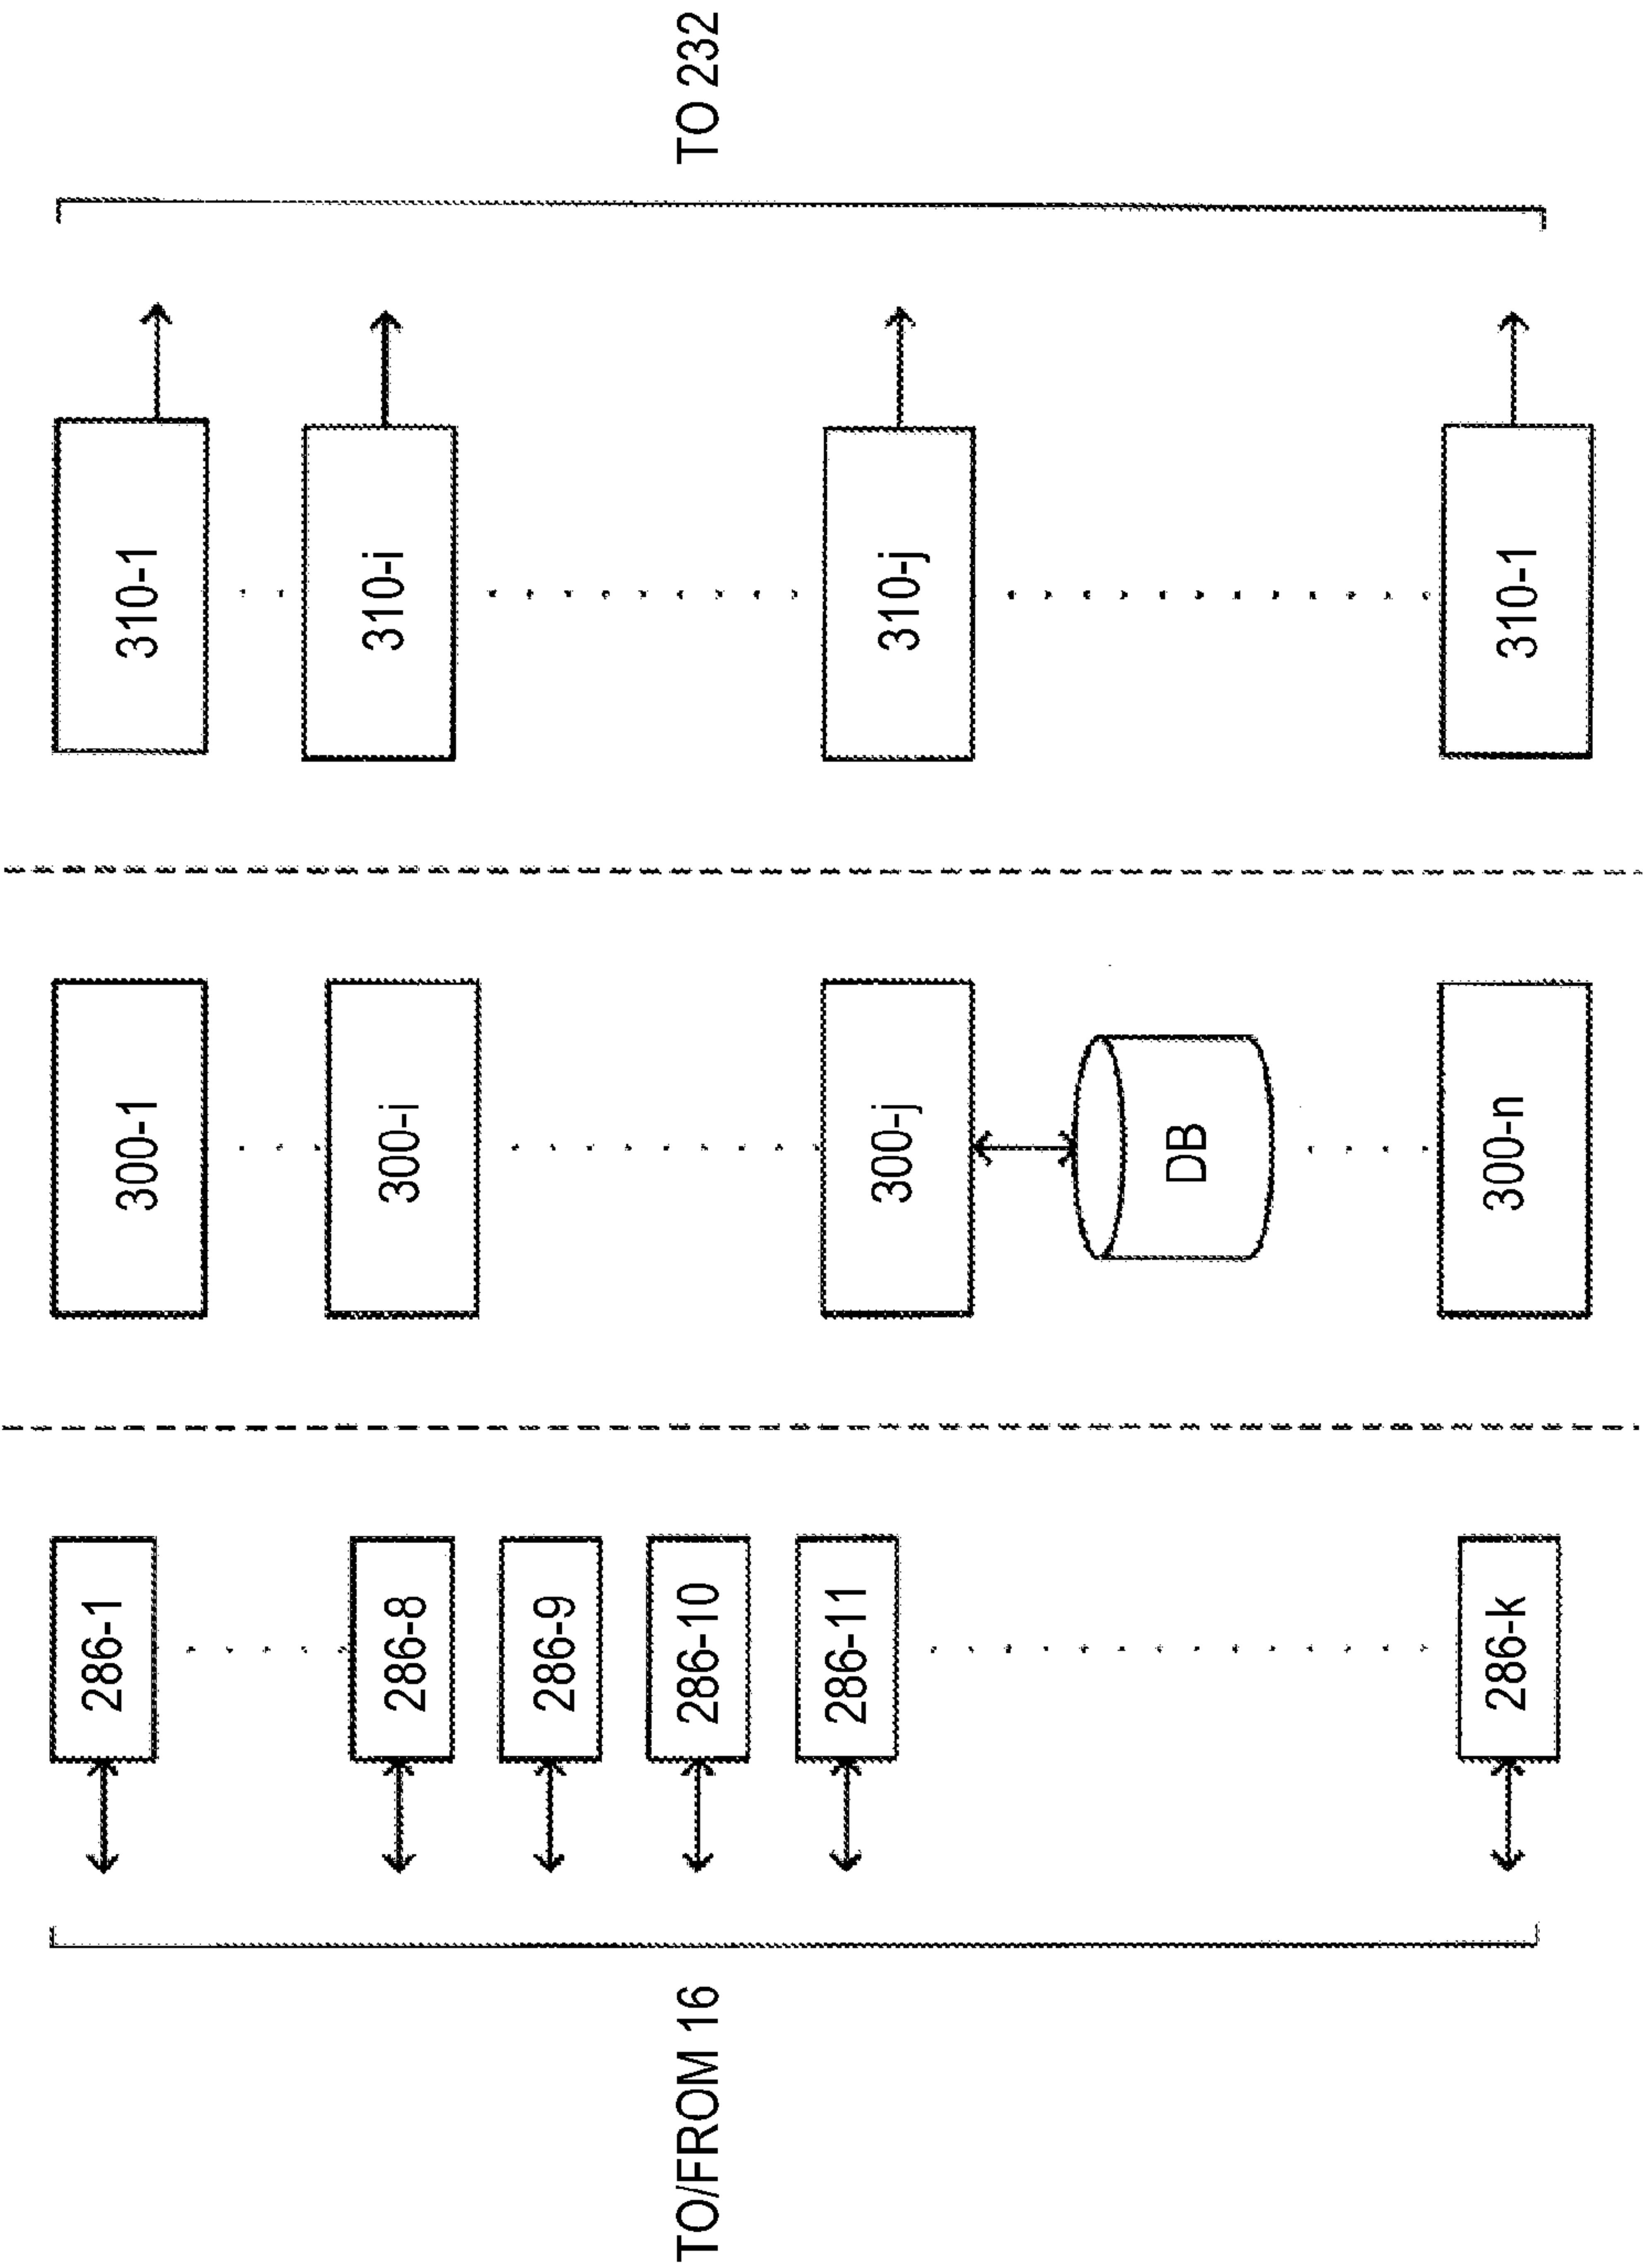 TO 232
310-1
310-i
310-j
310-1
300-1
300-i
300-j
DB
300-n
286-1
286-8
286-9
286-10
286-11
286-k
TO/FROM 16